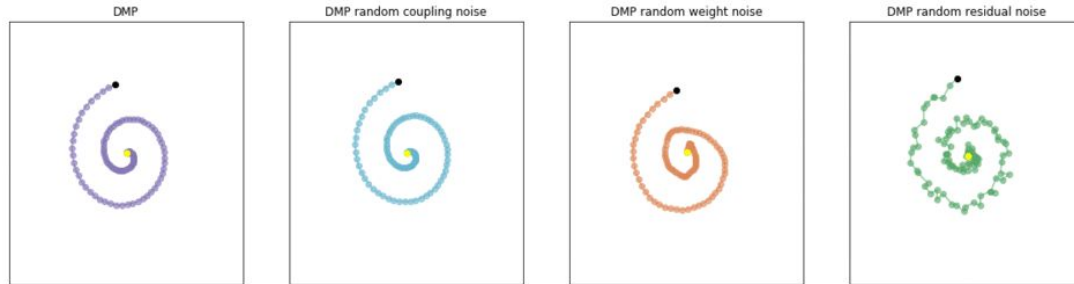 DMP
DMP random coupling noise
DMP random weight noise
DMP random residual noise